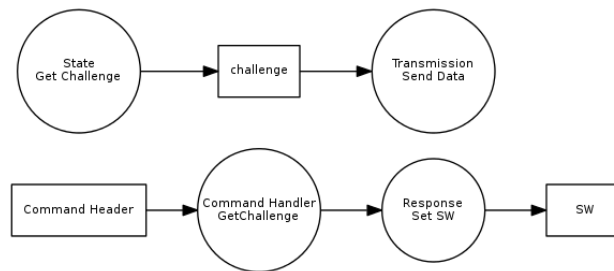 State
Get Challenge
challenge
Transmission
Send Data
Command Header
Command Handler
GetChallenge
Response
Set SW
SW